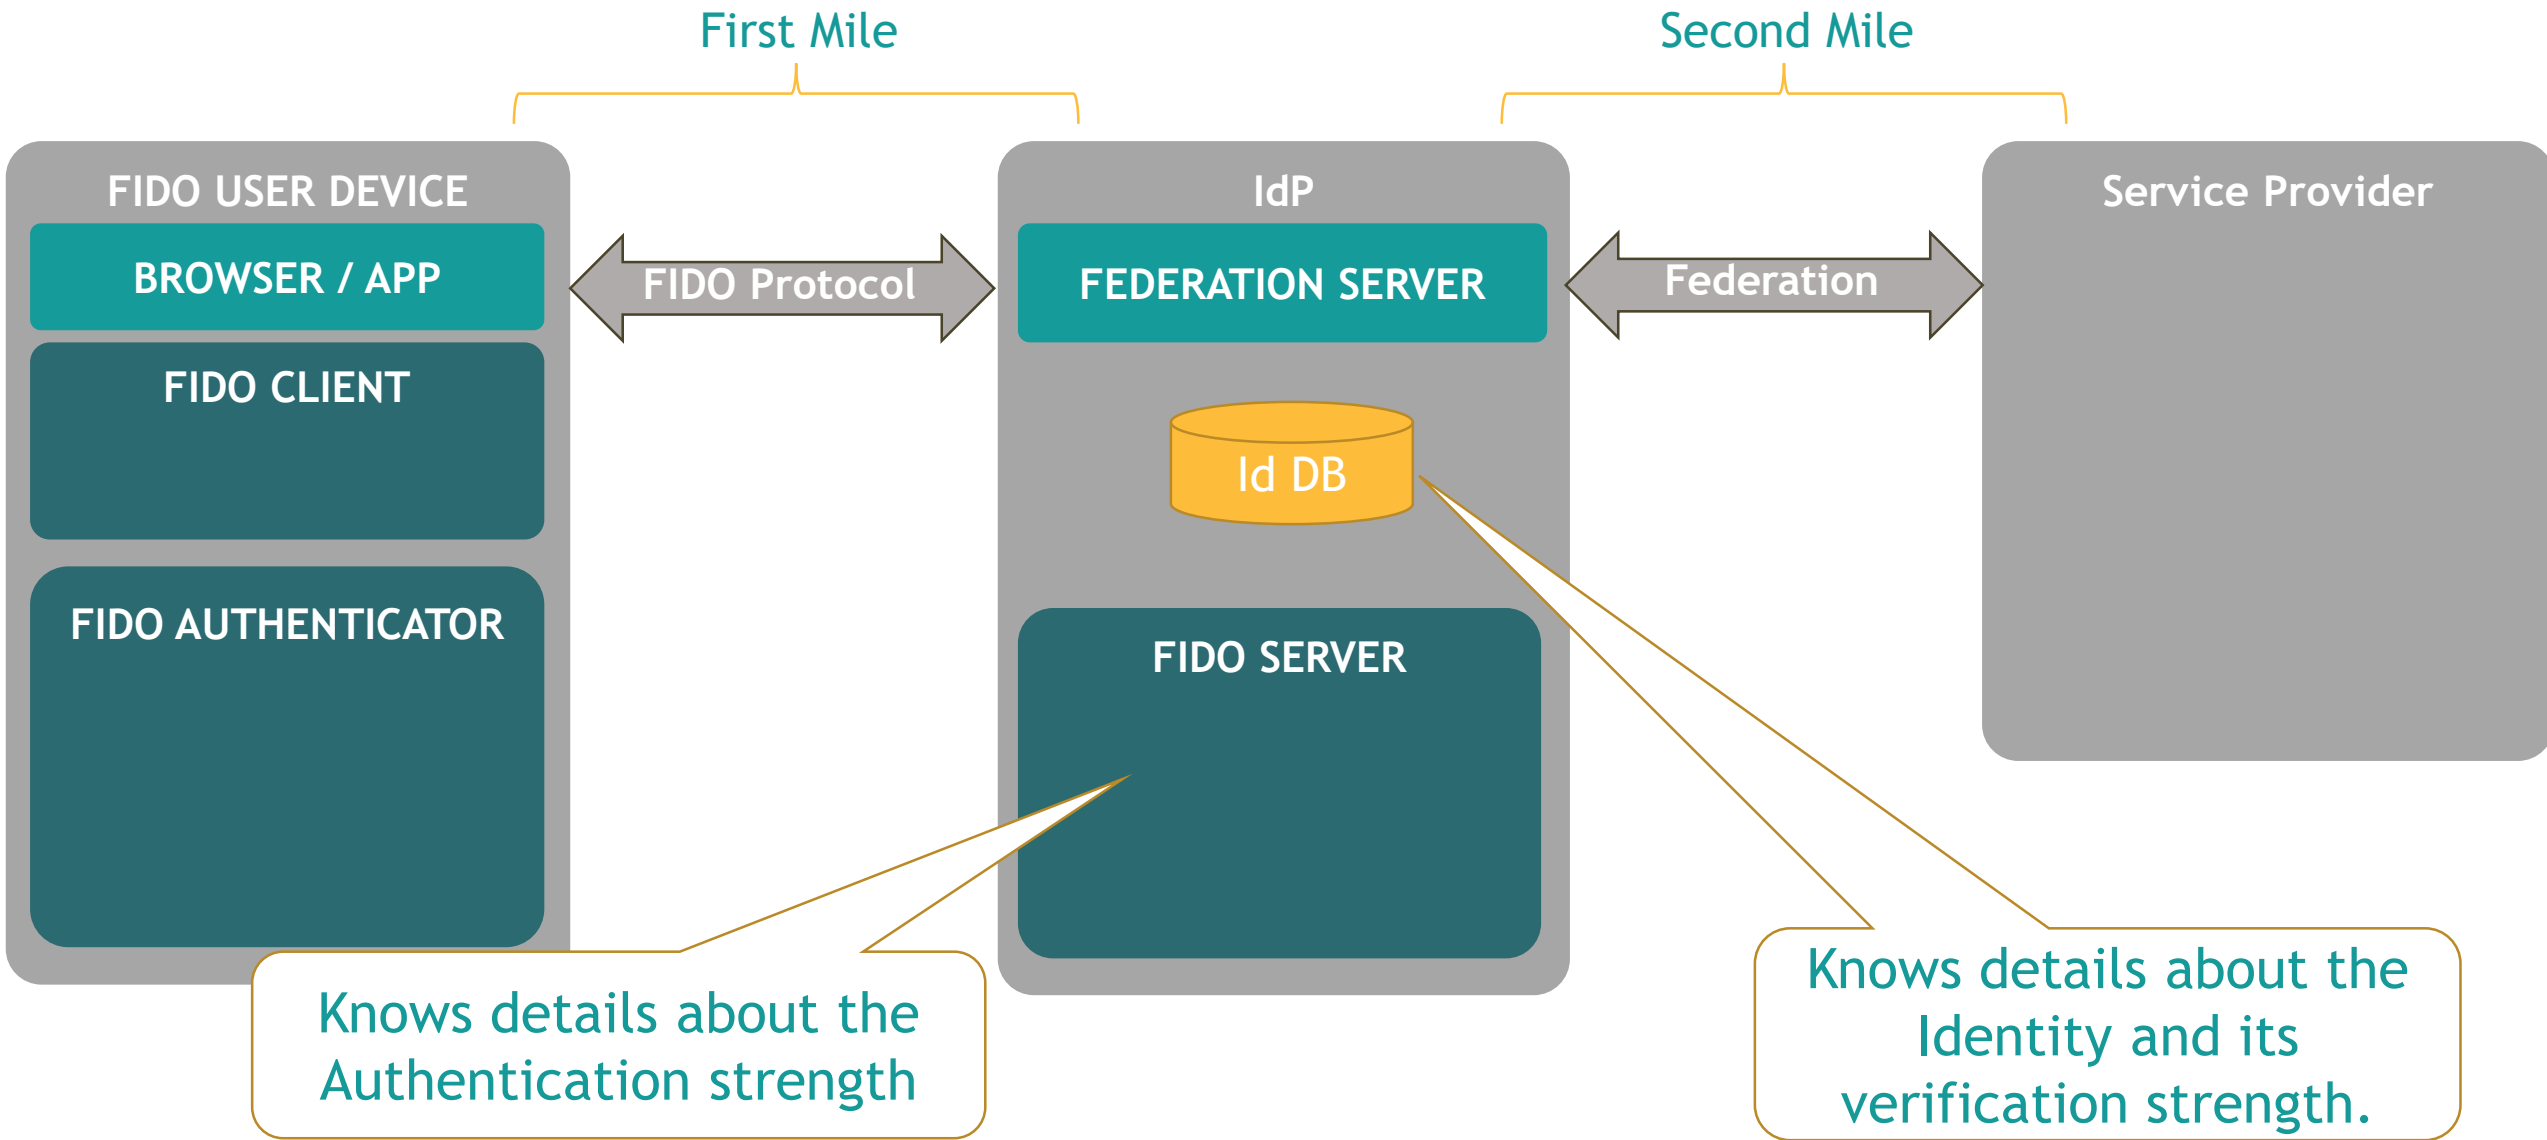 First Mile
Second Mile
FIDO USER DEVICE
BROWSER / APP
FIDO CLIENT
FIDO AUTHENTICATOR
FIDO Protocol
IdP
FEDERATION SERVER
Id DB
FIDO SERVER
Federation
Service Provider
Knows details about the
Authentication strength
Knows details about the
Identity and its
verification strength.